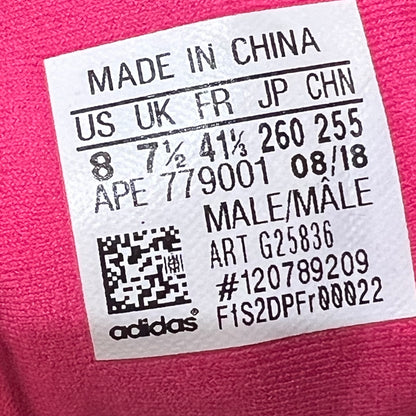 MADE IN CHINA
US UK FR JP CHN
8 7½ 41⅓ 260 255
APE 779001 08/18
MALE/MÂLE
ART G25836
#120789209
F1S2DPFr00022
adidas